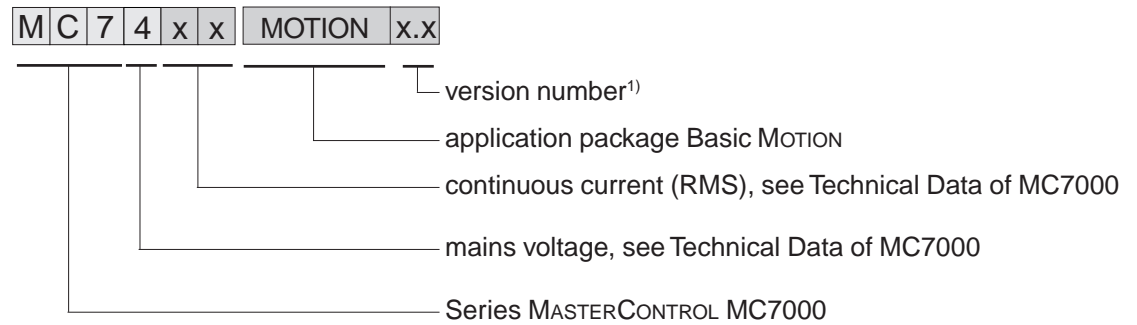 MC74xx MOTION x.x
version number1)
application package Basic MOTION
continuous current (RMS), see Technical Data of MC7000
mains voltage, see Technical Data of MC7000
Series MASTERCONTROL MC7000